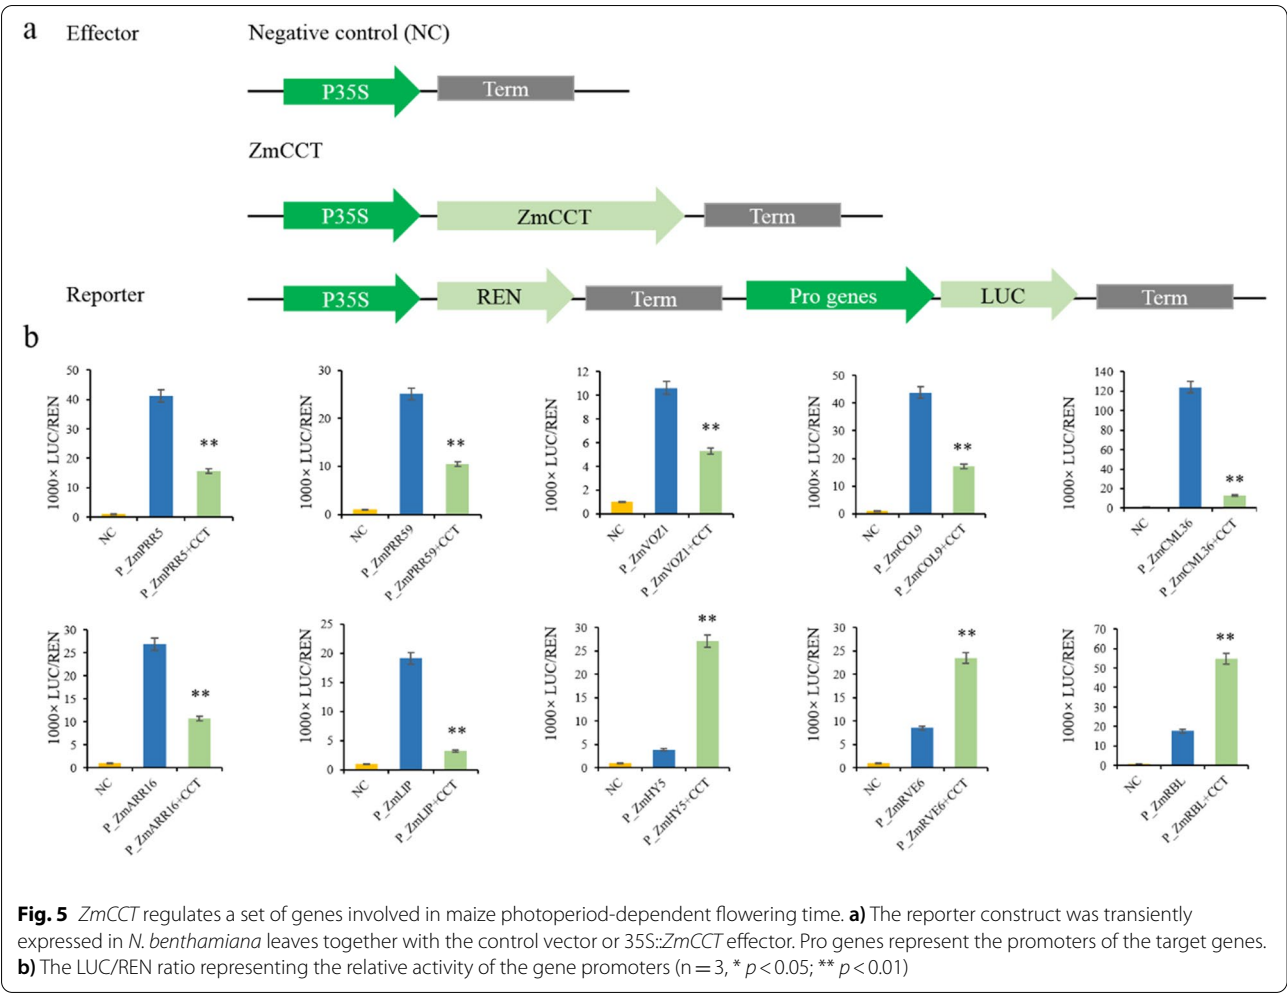 a Effector Negative control (NC)
P35S Term
ZmCCT
P35S ZmCCT Term
Reporter P35S REN Term Pro genes LUC Term
b
1000× LUC/REN
50
40
30
20
10
0
NC P_ZmPRR5 P_ZmPRR5+CCT
**
1000× LUC/REN
30
20
10
0
NC P_ZmPRR59 P_ZmPRR59+CCT
**
1000× LUC/REN
12
10
8
6
4
2
0
NC P_ZmVOZ1 P_ZmVOZ1+CCT
**
1000× LUC/REN
50
40
30
20
10
0
NC P_ZmCOL9 P_ZmCOL9+CCT
**
1000× LUC/REN
140
120
100
80
60
40
20
0
NC P_ZmCML36 P_ZmCML36+CCT
**
1000× LUC/REN
30
25
20
15
10
5
0
NC P_ZmARR16 P_ZmARR16+CCT
**
1000× LUC/REN
25
20
15
10
5
0
NC P_ZmLIP P_ZmLIP+CCT
**
1000× LUC/REN
30
25
20
15
10
5
0
NC P_ZmHY5 P_ZmHY5+CCT
**
1000× LUC/REN
30
25
20
15
10
5
0
NC P_ZmRVE6 P_ZmRVE6+CCT
**
1000× LUC/REN
70
60
50
40
30
20
10
0
NC P_ZmRBL P_ZmRBL+CCT
**
Fig. 5 ZmCCT regulates a set of genes involved in maize photoperiod-dependent flowering time. a) The reporter construct was transiently
expressed in N. benthamiana leaves together with the control vector or 35S::ZmCCT effector. Pro genes represent the promoters of the target genes.
b) The LUC/REN ratio representing the relative activity of the gene promoters (n = 3, * p < 0.05; ** p < 0.01)